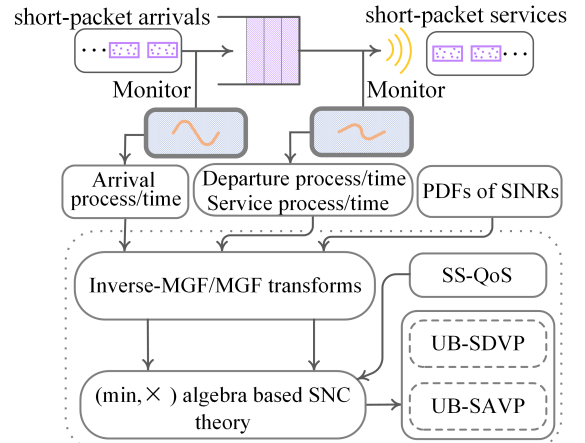 short-packet arrivals
short-packet services
Monitor
Monitor
Arrival
process/time
Departure process/time
Service process/time
PDFs of SINRs
Inverse-MGF/MGF transforms
SS-QoS
(min,×) algebra based SNC
theory
UB-SDVP
UB-SAVP